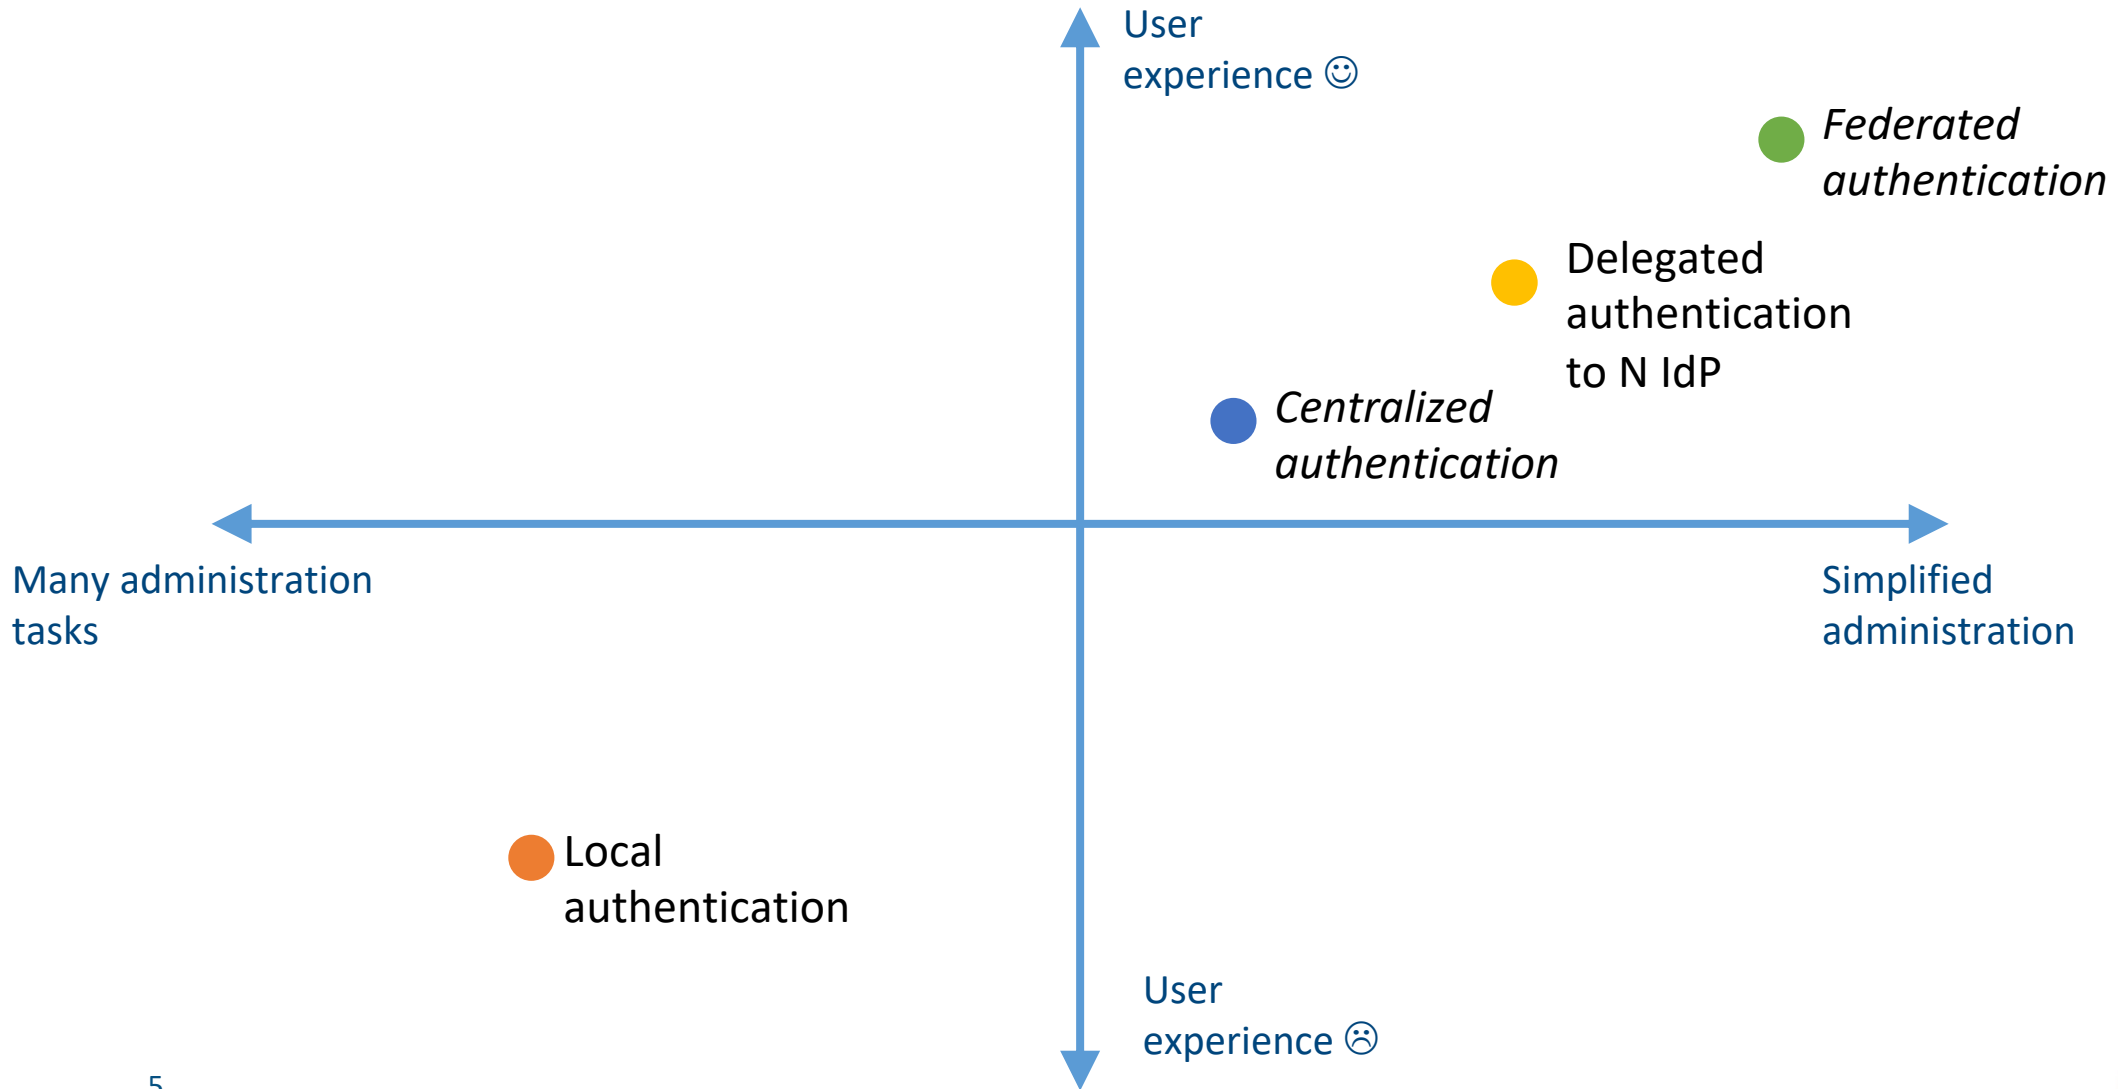 User
experience ☺
Federated
authentication
Delegated
authentication
to N IdP
Centralized
authentication
Many administration
tasks
Simplified
administration
Local
authentication
User
experience ☹
5